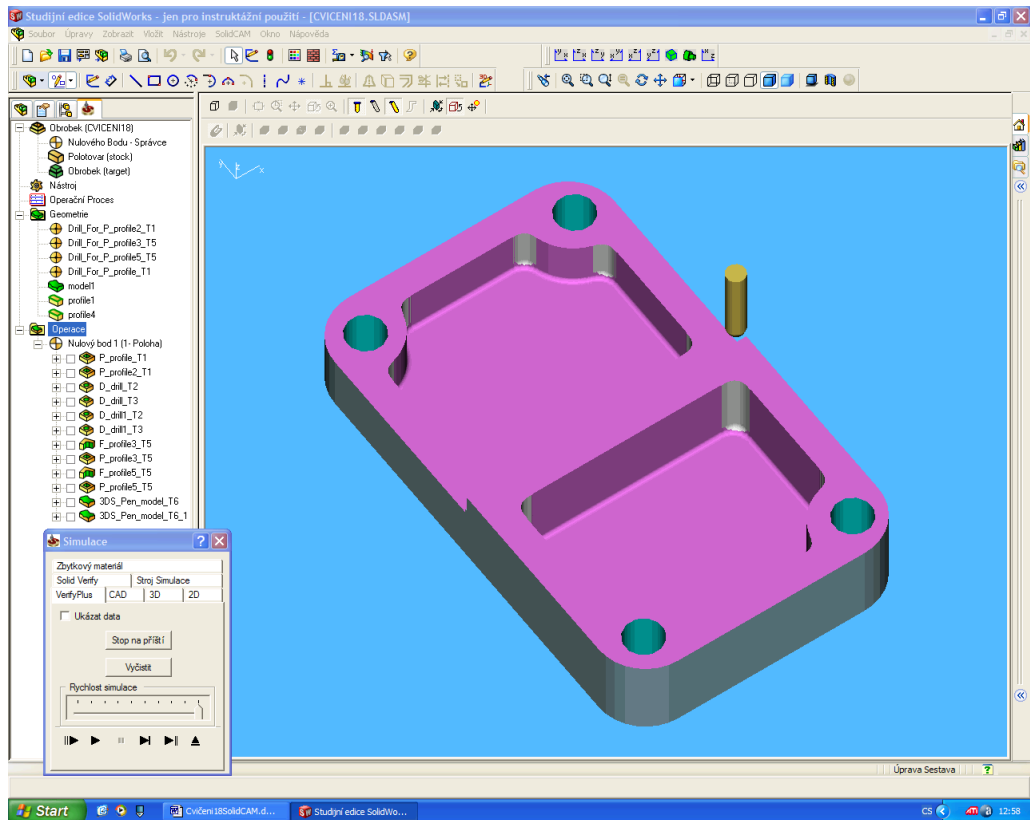 Studijní edice SolidWorks - jen pro instruktážní použití - [CVICENI18.SLDASM]
Soubor Úpravy Zobrazit Vložit Nástroje SolidCAM Okno Nápověda
Obrobek (CVICENI18)
Nulového Bodu - Správce
Polotovar (stock)
Obrobek (target)
Nástroj
Operační Proces
Geometrie
Drill_For_P_profile2_T1
Drill_For_P_profile3_T5
Drill_For_P_profile5_T5
Drill_For_P_profile_T1
model1
profile1
profile4
Operace
Nulový bod 1 (1- Poloha)
P_profile_T1
P_profile2_T1
D_drill_T2
D_drill_T3
D_drill1_T2
D_drill1_T3
F_profile3_T5
P_profile3_T5
F_profile5_T5
P_profile5_T5
3DS_Pen_model_T6
3DS_Pen_model_T6_1
Simulace
Zbytkový materiál
Solid Verify Stroj Simulace
VerifyPlus CAD 3D 2D
Ukázat data
Stop na příští
Vyčistit
Rychlost simulace
Úprava Sestava
Start
Cvičeni18SolidCAM.d...
Studijní edice SolidWo...
CS
12:58